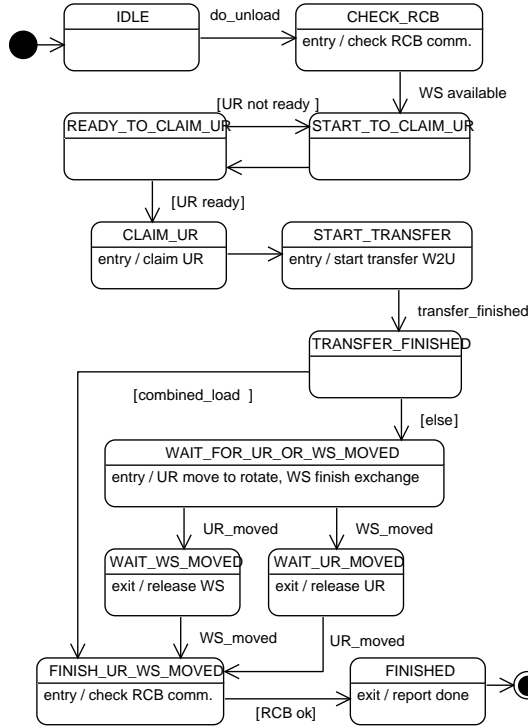 IDLE
do_unload
CHECK_RCB
entry / check RCB comm.
WS available
[UR not ready ]
READY_TO_CLAIM_UR
START_TO_CLAIM_UR
[UR ready]
CLAIM_UR
entry / claim UR
START_TRANSFER
entry / start transfer W2U
transfer_finished
TRANSFER_FINISHED
[combined_load ]
[else]
WAIT_FOR_UR_OR_WS_MOVED
entry / UR move to rotate, WS finish exchange
UR_moved
WS_moved
WAIT_WS_MOVED
exit / release WS
WAIT_UR_MOVED
exit / release UR
WS_moved
UR_moved
FINISH_UR_WS_MOVED
entry / check RCB comm.
[RCB ok]
FINISHED
exit / report done